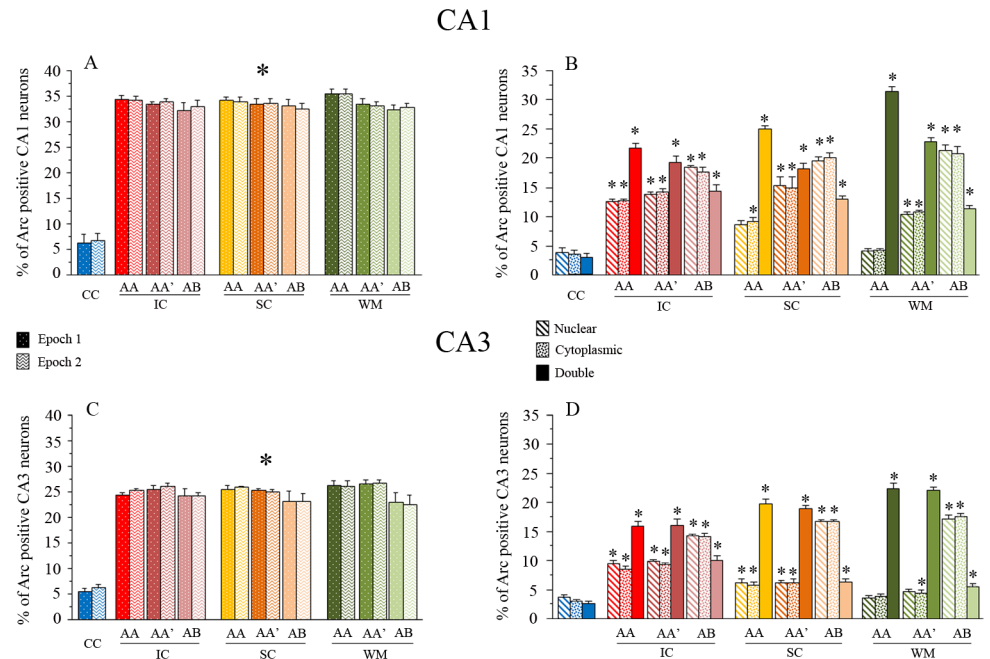 CA1
A
*
% of Arc positive CA1 neurons
40
35
30
25
20
15
10
5
0
CC
AA AA’ AB
IC
AA AA’ AB
SC
AA AA’ AB
WM
B
% of Arc positive CA1 neurons
35
30
25
20
15
10
5
0
* * * * * * * * *
* * * * * * * *
* * * * * * *
CC
AA AA’ AB
IC
AA AA’ AB
SC
AA AA’ AB
WM
Epoch 1
Epoch 2
CA3
Nuclear
Cytoplasmic
Double
C
*
% of Arc positive CA3 neurons
40
35
30
25
20
15
10
5
0
CC
AA AA’ AB
IC
AA AA’ AB
SC
AA AA’ AB
WM
D
% of Arc positive CA3 neurons
35
30
25
20
15
10
5
0
* * * * * * * * *
* * * * * * * * *
* * * * * *
AA AA’ AB
IC
AA AA’ AB
SC
AA AA’ AB
WM